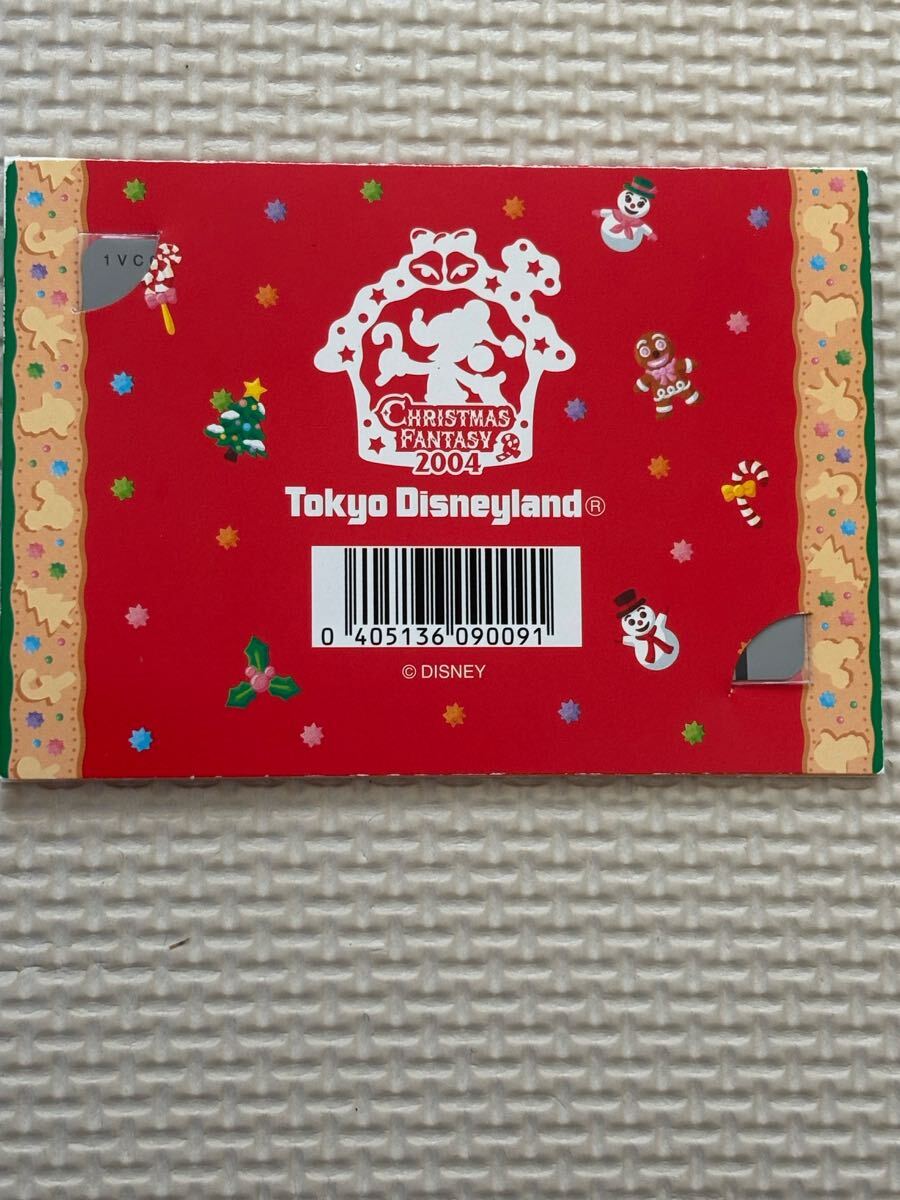 1VC
CHRISTMAS
FANTASY
2004
Tokyo Disneyland®
0 405136 090091
© DISNEY